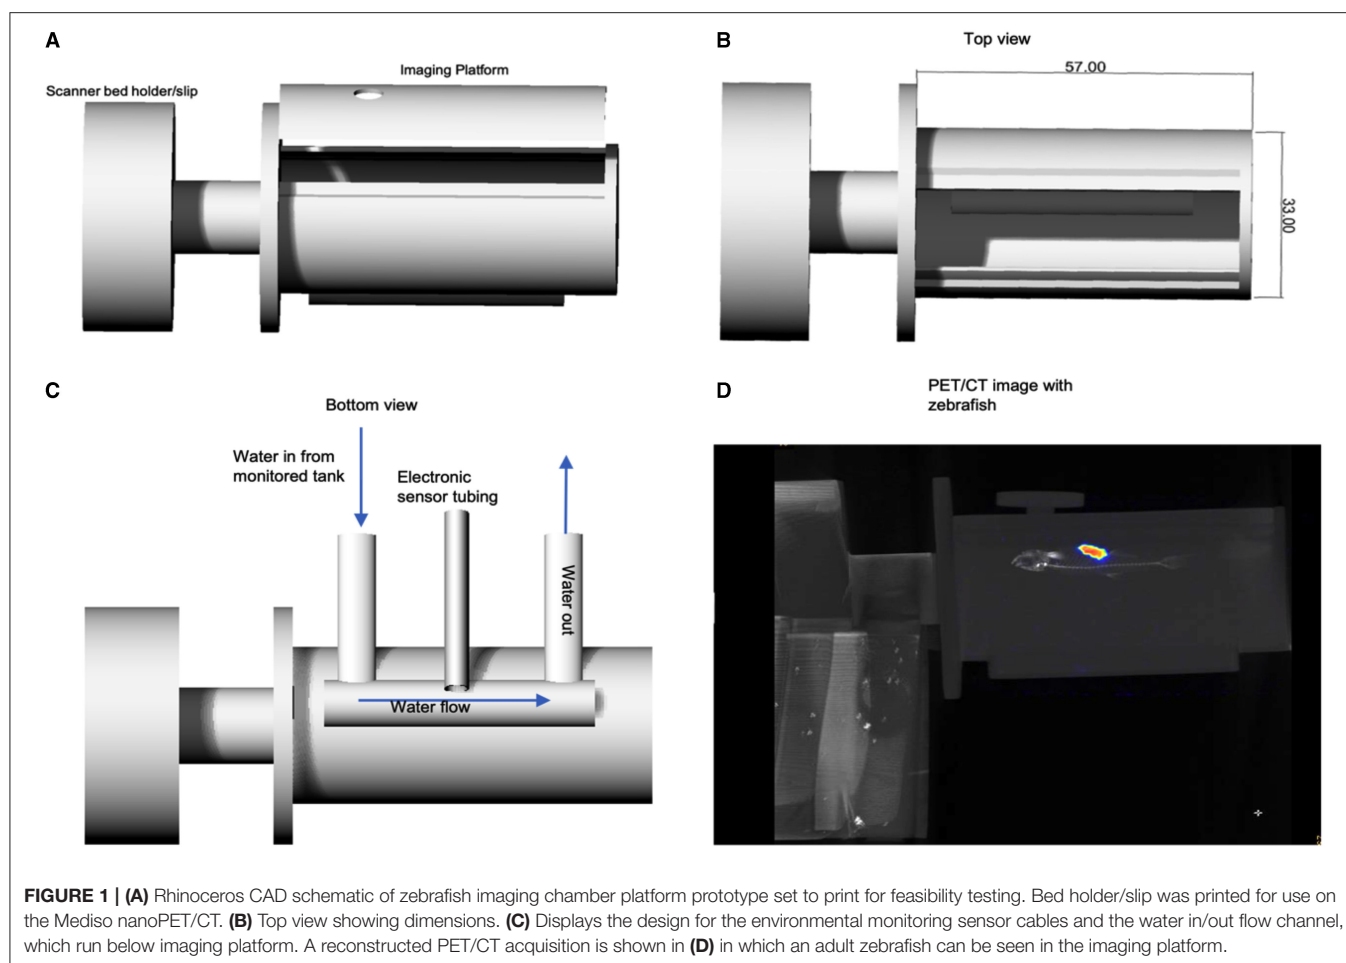 A
Scanner bed holder/slip
Imaging Platform
B
Top view
57.00
33.00
C
Bottom view
Water in from
monitored tank
Electronic
sensor tubing
Water out
Water flow
D
PET/CT image with
zebrafish
FIGURE 1 | (A) Rhinoceros CAD schematic of zebrafish imaging chamber platform prototype set to print for feasibility testing. Bed holder/slip was printed for use on
the Mediso nanoPET/CT. (B) Top view showing dimensions. (C) Displays the design for the environmental monitoring sensor cables and the water in/out flow channel,
which run below imaging platform. A reconstructed PET/CT acquisition is shown in (D) in which an adult zebrafish can be seen in the imaging platform.